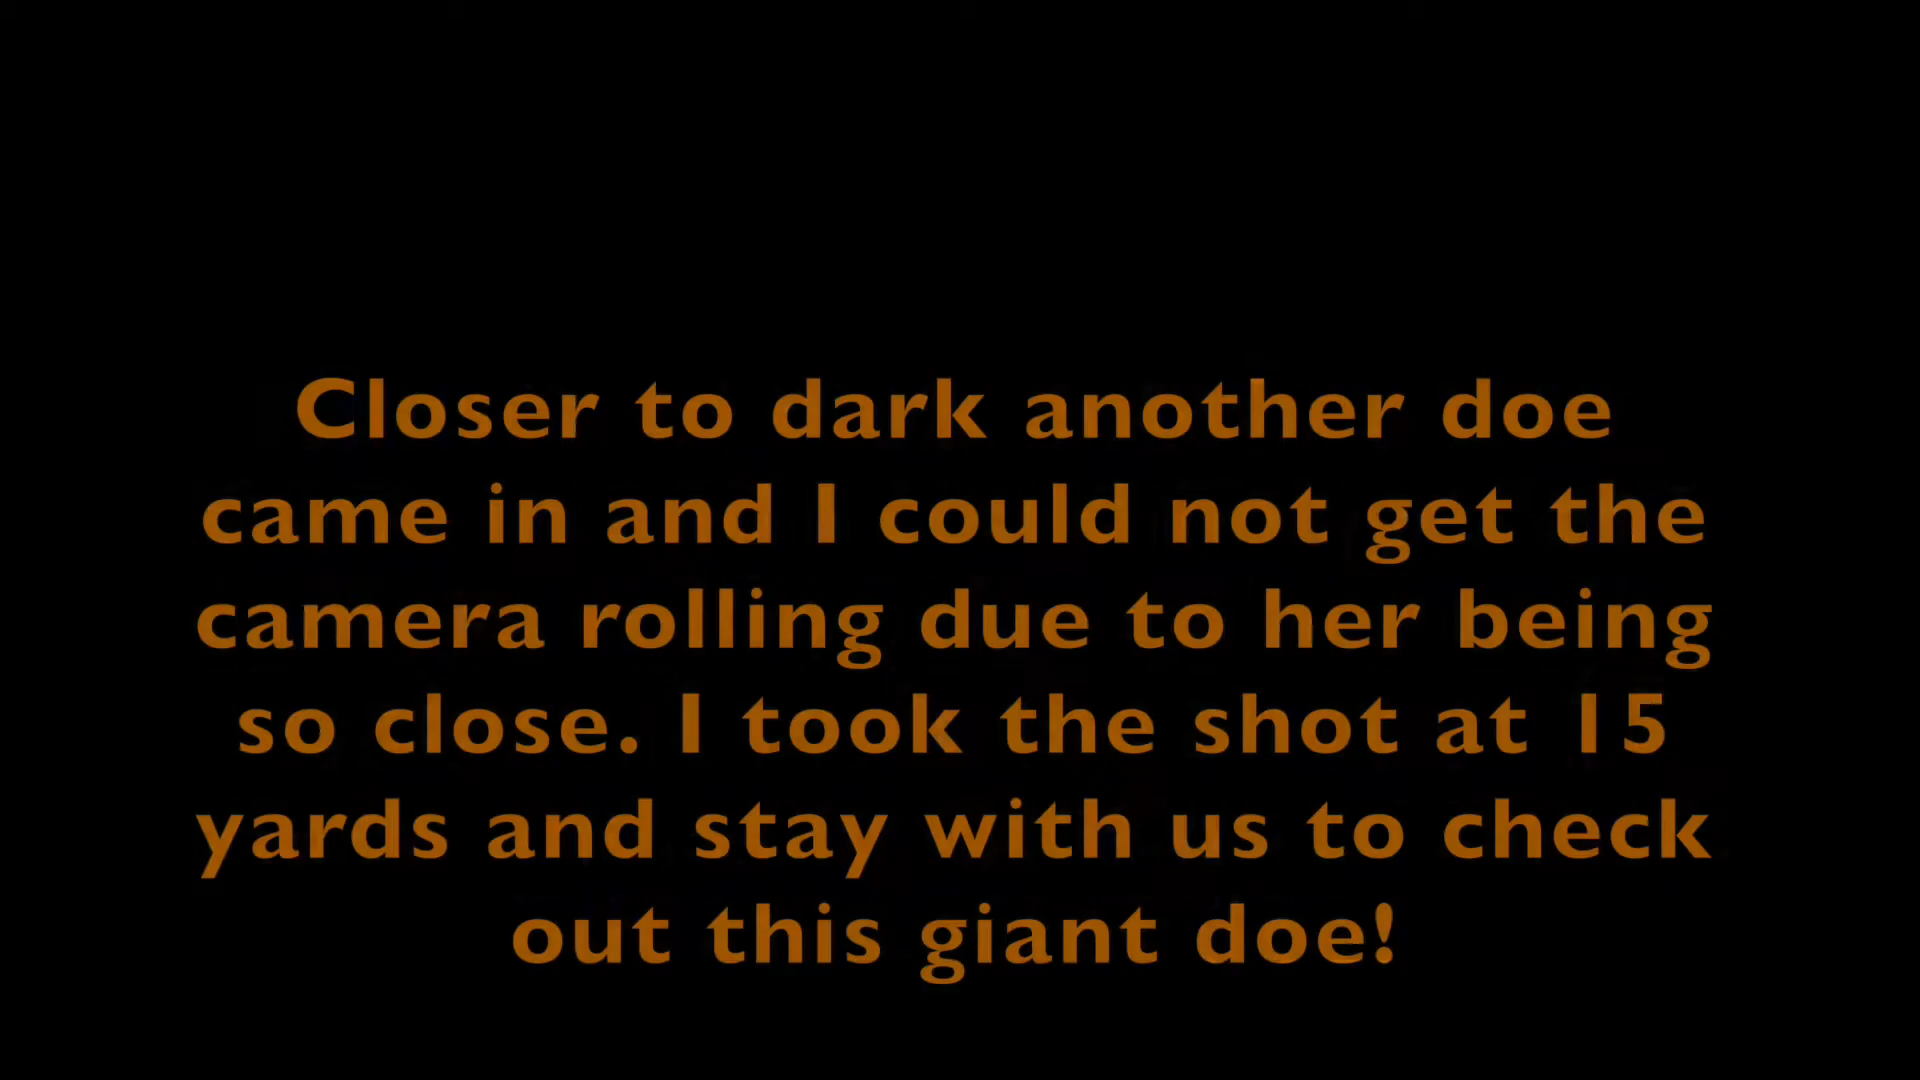 Closer to dark another doe
came in and I could not get the
camera rolling due to her being
so close. I took the shot at 15
yards and stay with us to check
out this giant doe!